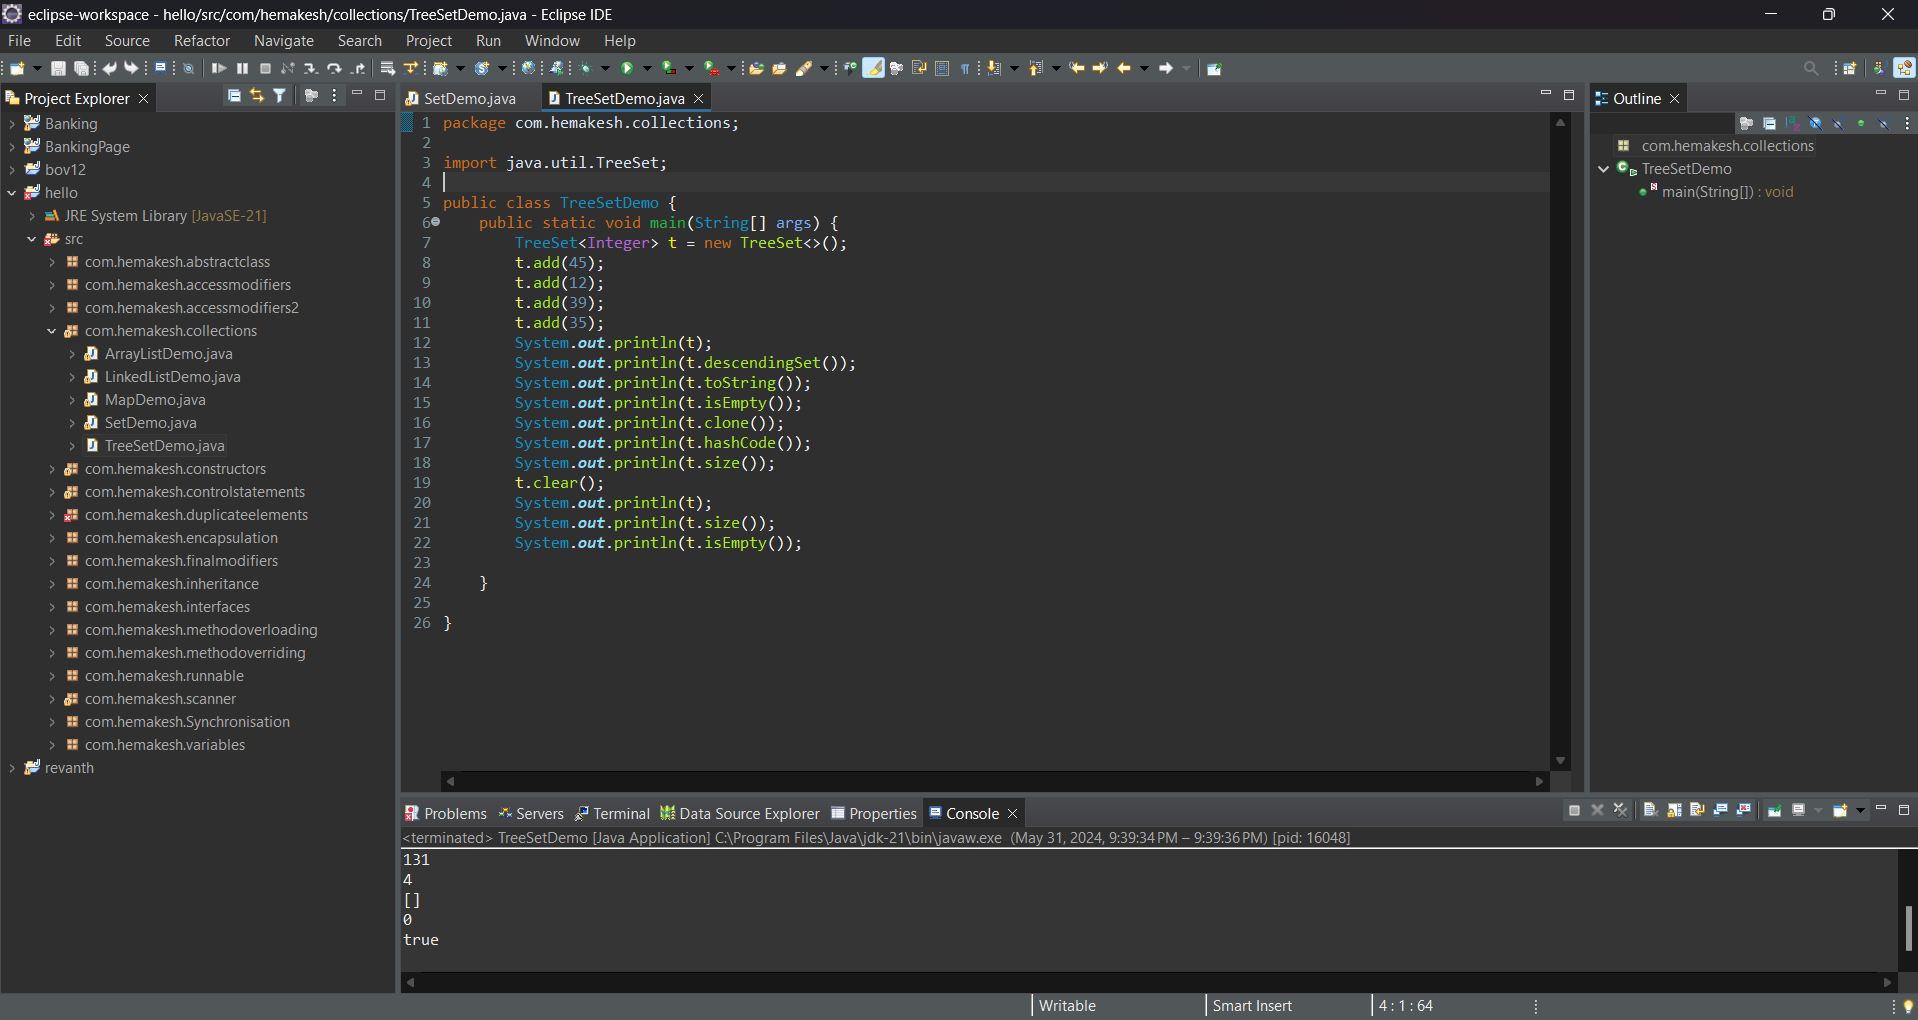 eclipse-workspace - hello/src/com/hemakesh/collections/TreeSetDemo.java - Eclipse IDE
File Edit Source Refactor Navigate Search Project Run Window Help
Project Explorer
Banking
BankingPage
bov12
hello
JRE System Library [JavaSE-21]
src
com.hemakesh.abstractclass
com.hemakesh.accessmodifiers
com.hemakesh.accessmodifiers2
com.hemakesh.collections
ArrayListDemo.java
LinkedListDemo.java
MapDemo.java
SetDemo.java
TreeSetDemo.java
com.hemakesh.constructors
com.hemakesh.controlstatements
com.hemakesh.duplicateelements
com.hemakesh.encapsulation
com.hemakesh.finalmodifiers
com.hemakesh.inheritance
com.hemakesh.interfaces
com.hemakesh.methodoverloading
com.hemakesh.methodoverriding
com.hemakesh.runnable
com.hemakesh.scanner
com.hemakesh.Synchronisation
com.hemakesh.variables
revanth
SetDemo.java TreeSetDemo.java
1 package com.hemakesh.collections;
2
3 import java.util.TreeSet;
4
5 public class TreeSetDemo {
6 public static void main(String[] args) {
7 TreeSet<Integer> t = new TreeSet<>();
8 t.add(45);
9 t.add(12);
10 t.add(39);
11 t.add(35);
12 System.out.println(t);
13 System.out.println(t.descendingSet());
14 System.out.println(t.toString());
15 System.out.println(t.isEmpty());
16 System.out.println(t.clone());
17 System.out.println(t.hashCode());
18 System.out.println(t.size());
19 t.clear();
20 System.out.println(t);
21 System.out.println(t.size());
22 System.out.println(t.isEmpty());
23
24 }
25
26 }
Outline
com.hemakesh.collections
TreeSetDemo
main(String[]) : void
Problems Servers Terminal Data Source Explorer Properties Console
<terminated> TreeSetDemo [Java Application] C:\Program Files\Java\jdk-21\bin\javaw.exe (May 31, 2024, 9:39:34 PM – 9:39:36 PM) [pid: 16048]
131
4
[]
0
true
Writable Smart Insert 4 : 1 : 64